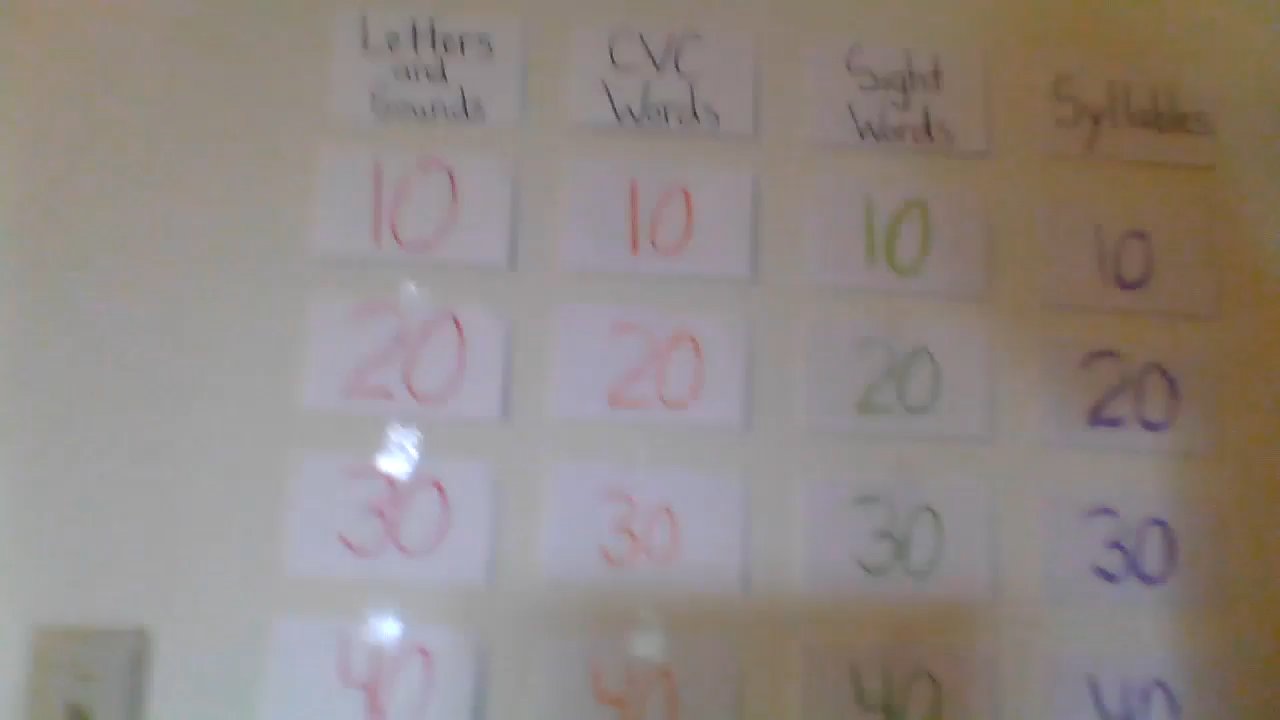 Letters
and
Sounds
CVC
Words
Sight
Words
Syllables
10 10 10 10
20 20 20 20
30 30 30 30
40 40 40 40